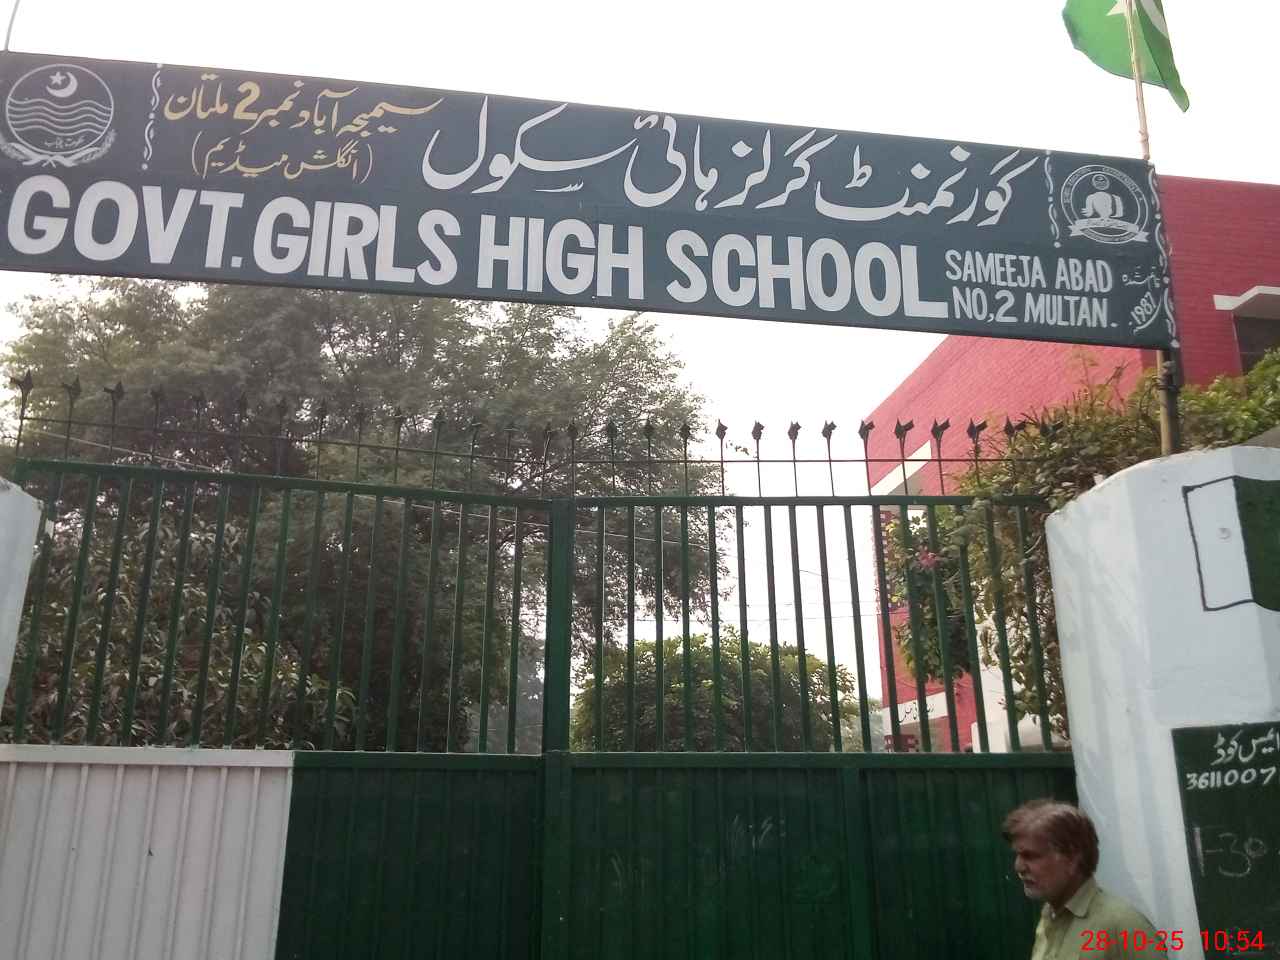 گورنمنٹ گرلز ہائی سکول سمیجہ آباد نمبر 2 ملتان
(انگلش میڈیم)
GOVT. GIRLS HIGH SCHOOL
SAMEEJA ABAD
NO,2 MULTAN.
1987
ایمس کوڈ
3611007
28-10-25 10:54